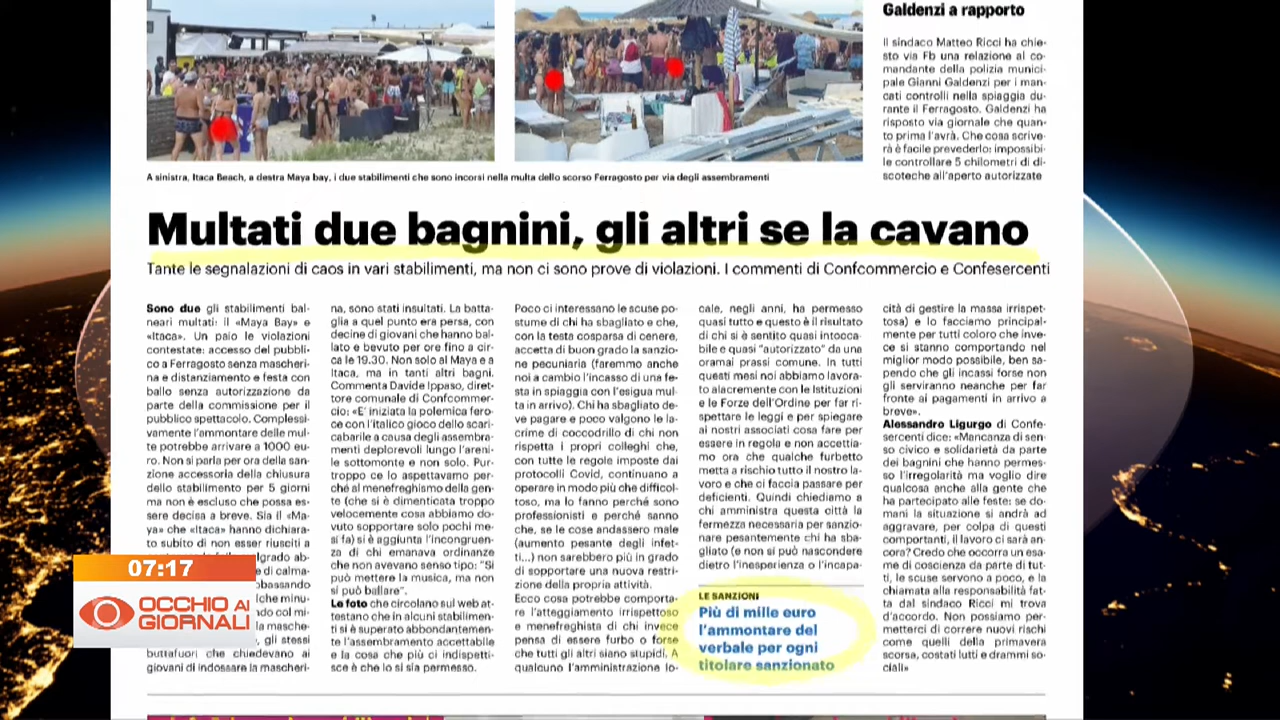 Galdenzi a rapporto
Il sindaco Matteo Ricci ha chie-
sto via Fb una relazione al co-
mandante della polizia munici-
pale Gianni Galdenzi per i man-
cati controlli nella spiaggia du-
rante il Ferragosto. Galdenzi ha
risposto via giornale che quan-
to prima l'avrà. Che cosa scrive-
rà è facile prevederlo: impossibi-
le controllare 5 chilometri di di-
scoteche all'aperto autorizzate
A sinistra, Itaca Beach, a destra Maya bay, i due stabilimenti che sono incorsi nella multa dello scorso Ferragosto per via degli assembramenti
Multati due bagnini, gli altri se la cavano
Tante le segnalazioni di caos in vari stabilimenti, ma non ci sono prove di violazioni. I commenti di Confcommercio e Confesercenti
Sono due gli stabilimenti bal-
neari multati: il «Maya Bay» e
«Itaca». Un paio le violazioni
contestate: accesso del pubbli-
co a Ferragosto senza mascheri-
na e distanziamento e festa con
ballo senza autorizzazione da
parte della commissione per il
pubblico spettacolo. Complessi-
vamente l'ammontare delle mul-
te potrebbe arrivare a 1000 eu-
ro. Non si parla per ora della san-
zione accessoria della chiusura
dello stabilimento per 5 giorni
ma non è escluso che possa es-
sere decisa a breve. Sia il «Ma-
ya» che «Itaca» hanno dichiara-
to subito di non esser riusciti a
lgrado ab-
e di calma-
bbassando
lche minu-
ndo col mi-
la masche-
, gli stessi
buttafuori che chiedevano ai
giovani di indossare la mascheri-
na, sono stati insultati. La batta-
glia a quel punto era persa, con
decine di giovani che hanno bal-
lato e bevuto per ore fino a cir-
ca le 19.30. Non solo al Maya e a
Itaca, ma in tanti altri bagni.
Commenta Davide Ippaso, diret-
tore comunale di Confcommer-
cio: «E' iniziata la polemica fero-
ce con l'italico gioco dello scari-
cabarile a causa degli assembra-
menti deplorevoli lungo l'areni-
le sottomonte e non solo. Pur-
troppo ce lo aspettavamo per-
ché al menefreghismo della gen-
te (che si è dimenticata troppo
velocemente cosa abbiamo do-
vuto sopportare solo pochi me-
si fa) si è aggiunta l'incongruen-
za di chi emanava ordinanze
che non avevano senso tipo: "Si
può mettere la musica, ma non
si può ballare".
Le foto che circolano sul web at-
testano che in alcuni stabilimen-
ti si è superato abbondantemen-
te l'assembramento accettabile
e la cosa che più ci indispetti-
sce è che lo si sia permesso.
Poco ci interessano le scuse po-
stume di chi ha sbagliato e che,
con la testa cosparsa di cenere,
accetta di buon grado la sanzio-
ne pecuniaria (faremmo anche
noi a cambio l'incasso di una fe-
sta in spiaggia con l'esigua mul-
ta in arrivo). Chi ha sbagliato de-
ve pagare e poco valgono le la-
crime di coccodrillo di chi non
rispetta i propri colleghi che,
con tutte le regole imposte dai
protocolli Covid, continuano a
operare in modo più che difficol-
toso, ma lo fanno perché sono
professionisti e perché sanno
che, se le cose andassero male
(aumento pesante degli infet-
ti...) non sarebbero più in grado
di sopportare una nuova restri-
zione della propria attività.
Ecco cosa potrebbe comporta-
re l'atteggiamento irrispettoso
e menefreghista di chi invece
pensa di essere furbo o forse
che tutti gli altri siano stupidi. A
qualcuno l'amministrazione lo-
cale, negli anni, ha permesso
quasi tutto e questo è il risultato
di chi si è sentito quasi intocca-
bile e quasi "autorizzato" da una
oramai prassi comune. In tutti
questi mesi noi abbiamo lavora-
to alacremente con le Istituzioni
e le Forze dell'Ordine per far ri-
spettare le leggi e per spiegare
ai nostri associati cosa fare per
essere in regola e non accettia-
mo ora che qualche furbetto
metta a rischio tutto il nostro la-
voro e che ci faccia passare per
deficienti. Quindi chiediamo a
chi amministra questa città la
fermezza necessaria per sanzio-
nare pesantemente chi ha sba-
gliato (e non si può nascondere
dietro l'inesperienza o l'incapa-
LE SANZIONI
Più di mille euro
l'ammontare del
verbale per ogni
titolare sanzionato
cità di gestire la massa irrispet-
tosa) e lo facciamo principal-
mente per tutti coloro che inve-
ce si stanno comportando nel
miglior modo possibile, ben sa-
pendo che gli incassi forse non
gli serviranno neanche per far
fronte ai pagamenti in arrivo a
breve».
Alessandro Ligurgo di Confe-
sercenti dice: «Mancanza di sen-
so civico e solidarietà da parte
dei bagnini che hanno permes-
so l'irregolarità ma voglio dire
qualcosa anche alla gente che
ha partecipato alle feste: se do-
mani la situazione si andrà ad
aggravare, per colpa di questi
comportanti, il lavoro ci sarà an-
cora? Credo che occorra un esa-
me di coscienza da parte di tut-
ti, le scuse servono a poco, e la
chiamata alla responsabilità fat-
ta dal sindaco Ricci mi trova
d'accordo. Non possiamo per-
metterci di correre nuovi rischi
come quelli della primavera
scorsa, costati lutti e drammi so-
ciali»
07:17
OCCHIO AI
GIORNALI